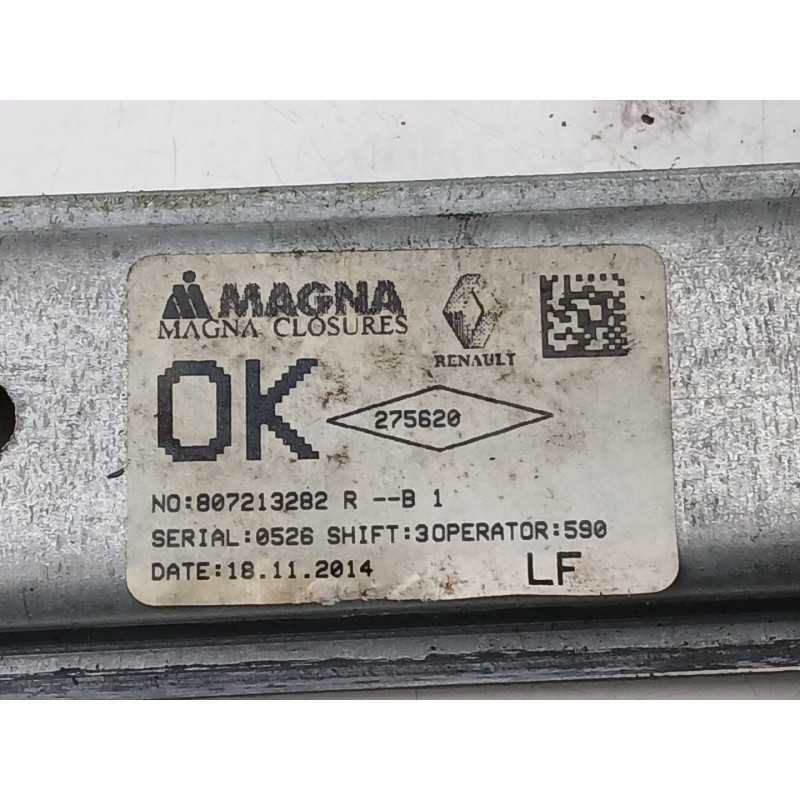 MAGNA
MAGNA CLOSURES
RENAULT
OK
275620
NO:807213282 R --B 1
SERIAL:0526 SHIFT:3OPERATOR:590
DATE:18.11.2014
LF